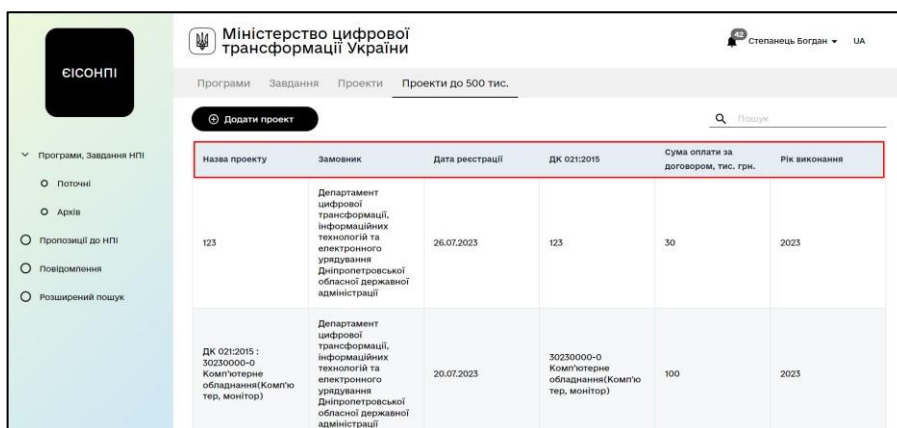 ЄІСОНПІ
Програми, Завдання НПІ
Поточні
Архів
Пропозиції до НПІ
Повідомлення
Розширений пошук
Міністерство цифрової
трансформації України
42
Степанець Богдан
UA
Програми Завдання Проекти Проекти до 500 тис.
Додати проект
Пошук
Назва проекту Замовник Дата реєстрації ДК 021:2015 Сума оплати за
договором, тис. грн. Рік виконання
123
Департамент
цифрової
трансформації,
інформаційних
технологій та
електронного
урядування
Дніпропетровської
обласної державної
адміністрації
26.07.2023
123
30
2023
ДК 021:2015 :
30230000-0
Комп'ютерне
обладнання(Комп'ю
тер, монітор)
Департамент
цифрової
трансформації,
інформаційних
технологій та
електронного
урядування
Дніпропетровської
обласної державної
адміністрації
20.07.2023
30230000-0
Комп'ютерне
обладнання(Комп'ю
тер, монітор)
100
2023